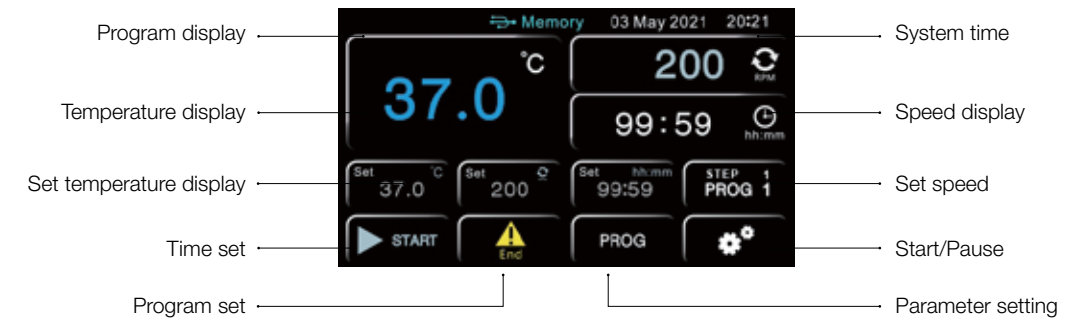 Memory 03 May 2021 20:21
Program display
System time
°C
200
RPM
37.0
Temperature display
Speed display
99:59
hh:mm
Set temperature display
Set °C
37.0
Set
200
Set hh:mm
99:59
STEP 1
PROG 1
Set speed
Time set
START
End
PROG
Start/Pause
Program set
Parameter setting